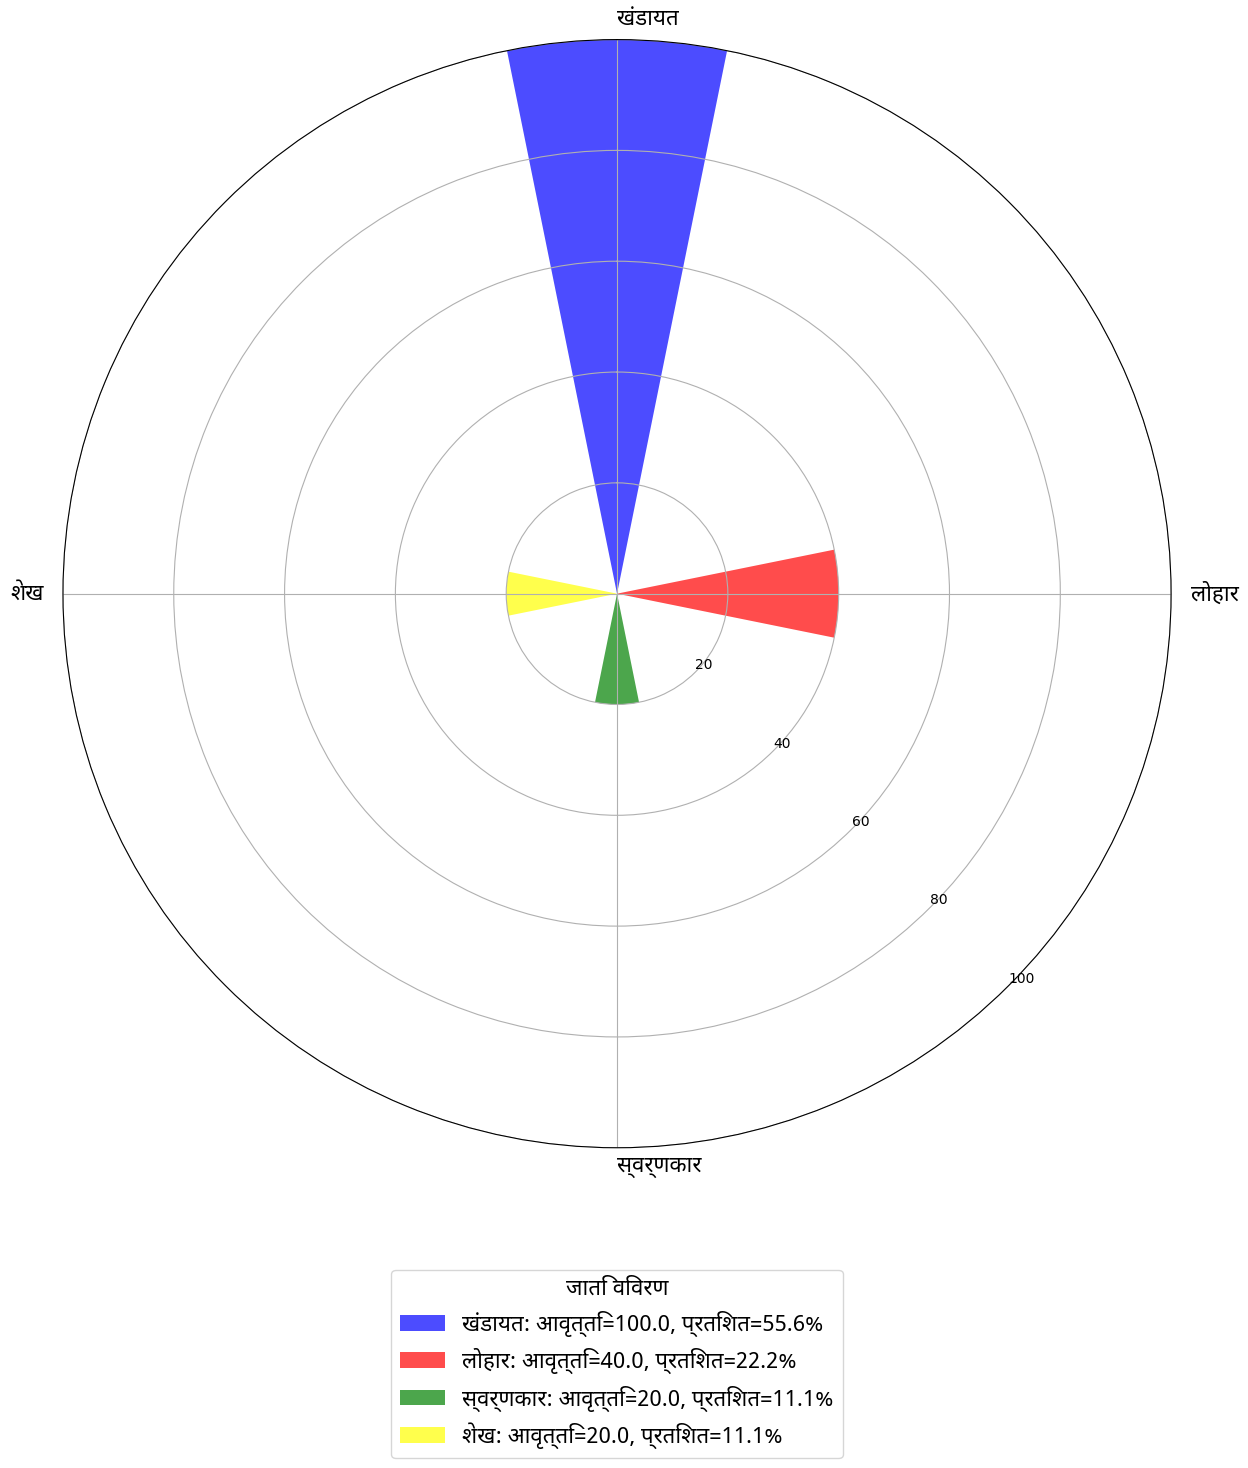 खंडायत
शेख
लोहार
20
40
60
80
100
स्वर्णकार
जाति विवरण
खंडायत: आवृत्ति=100.0, प्रतिशत=55.6%
लोहार: आवृत्ति=40.0, प्रतिशत=22.2%
स्वर्णकार: आवृत्ति=20.0, प्रतिशत=11.1%
शेख: आवृत्ति=20.0, प्रतिशत=11.1%